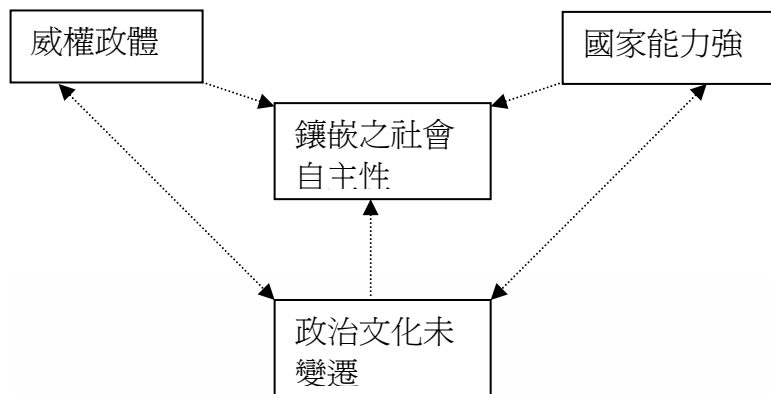 威權政體
國家能力強
鑲嵌之社會
自主性
政治文化未
變遷